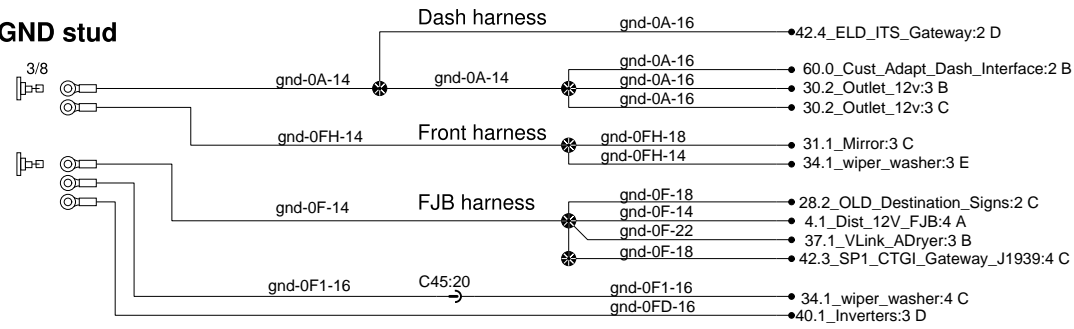 GND stud
Dash harness
gnd-0A-16
42.4_ELD_ITS_Gateway:2 D
3/8
gnd-0A-14
gnd-0A-14
gnd-0A-16
60.0_Cust_Adapt_Dash_Interface:2 B
gnd-0A-16
30.2_Outlet_12v:3 B
gnd-0A-16
30.2_Outlet_12v:3 C
gnd-0FH-14
Front harness
gnd-0FH-18
31.1_Mirror:3 C
gnd-0FH-14
34.1_wiper_washer:3 E
gnd-0F-14
FJB harness
gnd-0F-18
28.2_OLD_Destination_Signs:2 C
gnd-0F-14
4.1_Dist_12V_FJB:4 A
gnd-0F-22
37.1_VLink_ADryer:3 B
gnd-0F-18
42.3_SP1_CTGI_Gateway_J1939:4 C
gnd-0F1-16
C45:20
gnd-0F1-16
34.1_wiper_washer:4 C
gnd-0FD-16
40.1_Inverters:3 D